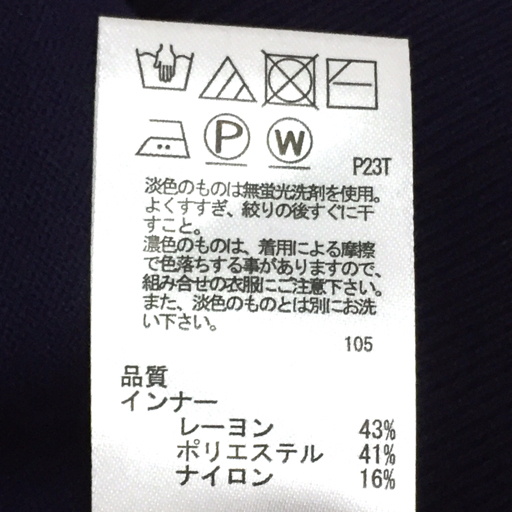 P W
P23T
淡色のものは無蛍光洗剤を使用。
よくすすぎ、絞りの後すぐに干
すこと。
濃色のものは、着用による摩擦
で色落ちする事がありますので、
組み合せの衣服にご注意下さい。
また、淡色のものとは別にお洗
い下さい。
105
品質
インナー
レーヨン 43%
ポリエステル 41%
ナイロン 16%